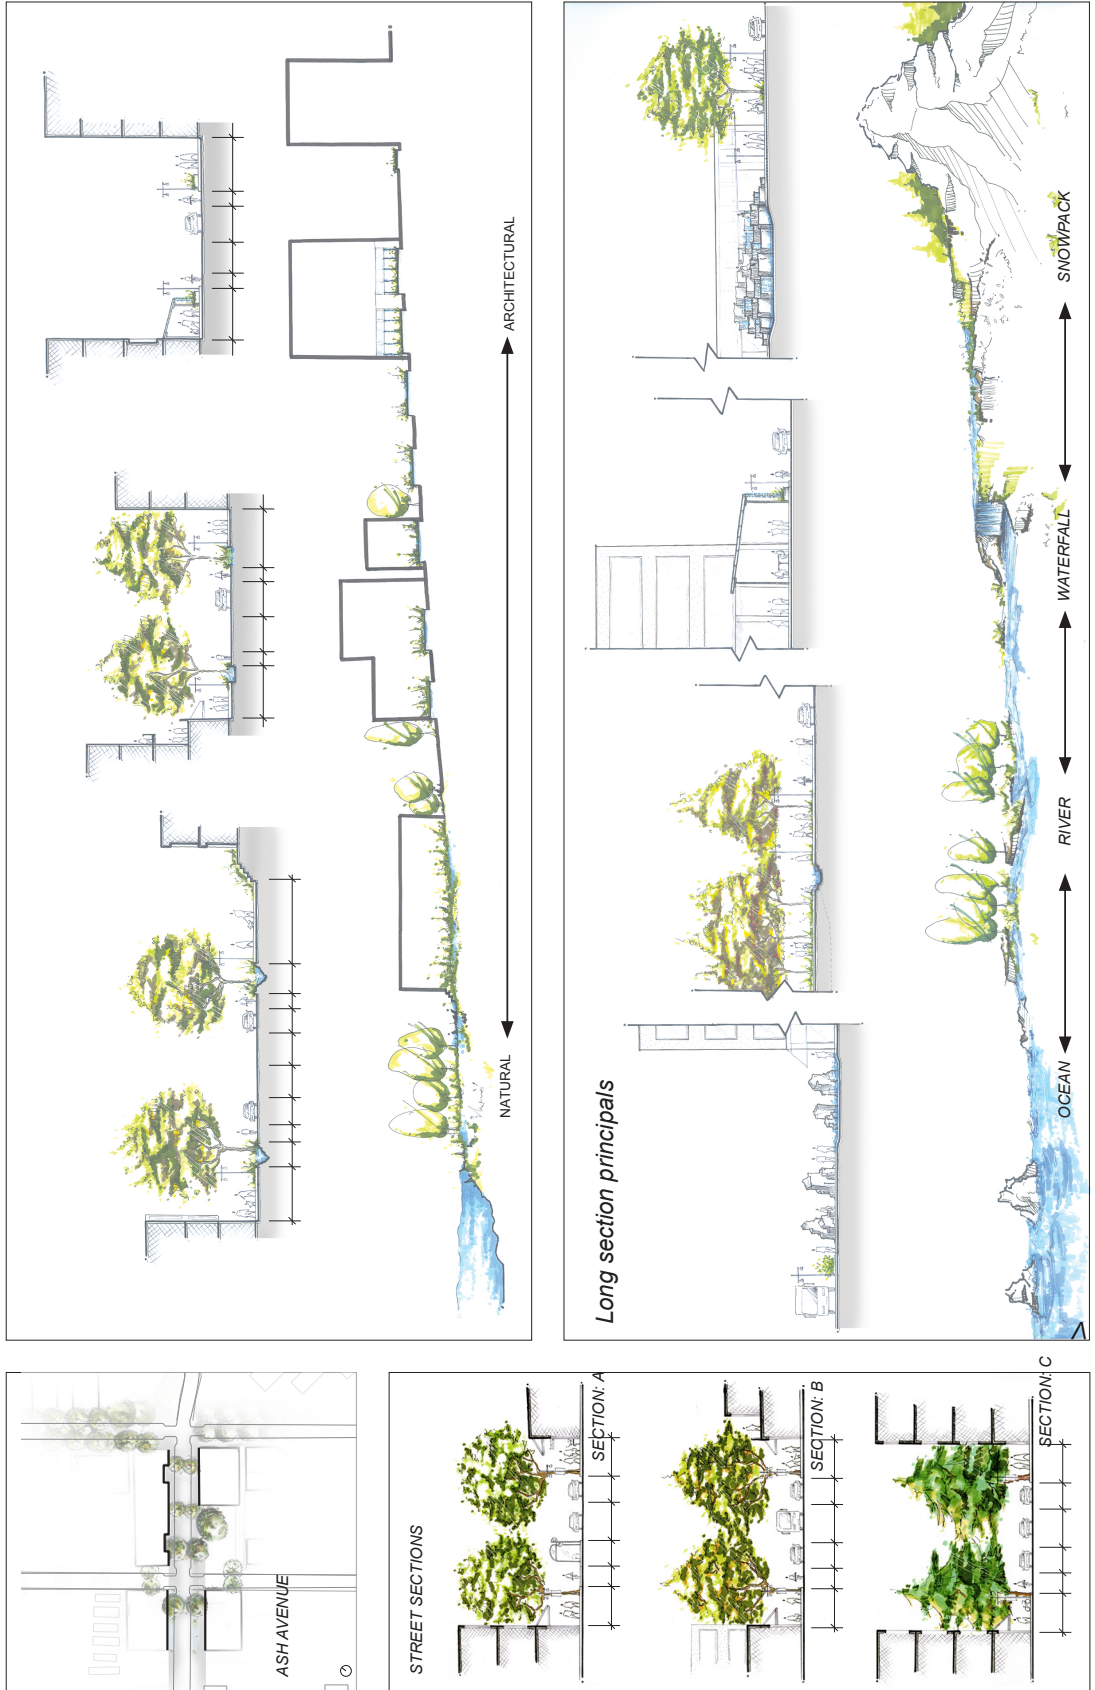 NATURAL
ARCHITECTURAL
Long section principals
OCEAN
RIVER
WATERFALL
SNOWPACK
ASH AVENUE
STREET SECTIONS
SECTION: A
SECTION: B
SECTION: C